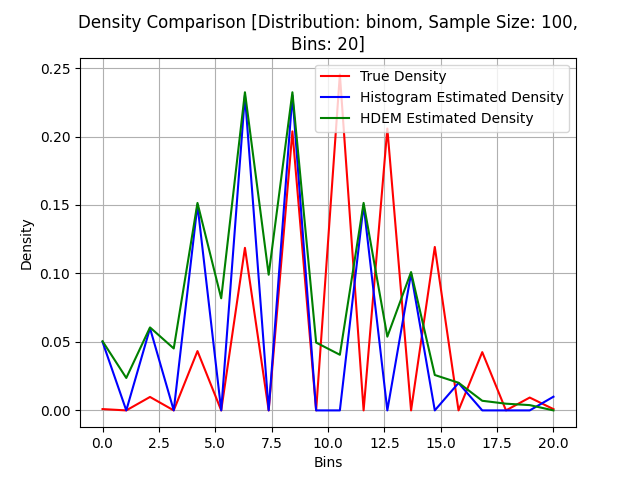 Density Comparison [Distribution: binom, Sample Size: 100,
Bins: 20]
True Density
Histogram Estimated Density
HDEM Estimated Density
Density
0.25
0.20
0.15
0.10
0.05
0.00
0.0 2.5 5.0 7.5 10.0 12.5 15.0 17.5 20.0
Bins